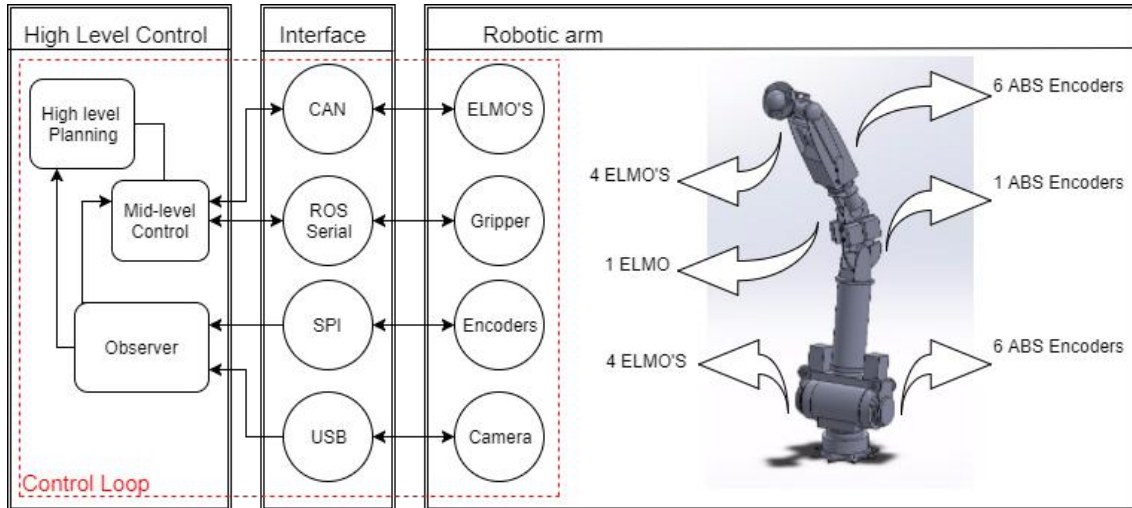 High Level Control
Interface
Robotic arm
High level
Planning
Mid-level
Control
Observer
Control Loop
CAN
ROS
Serial
SPI
USB
ELMO'S
Gripper
Encoders
Camera
6 ABS Encoders
4 ELMO'S
1 ABS Encoders
1 ELMO
4 ELMO'S
6 ABS Encoders